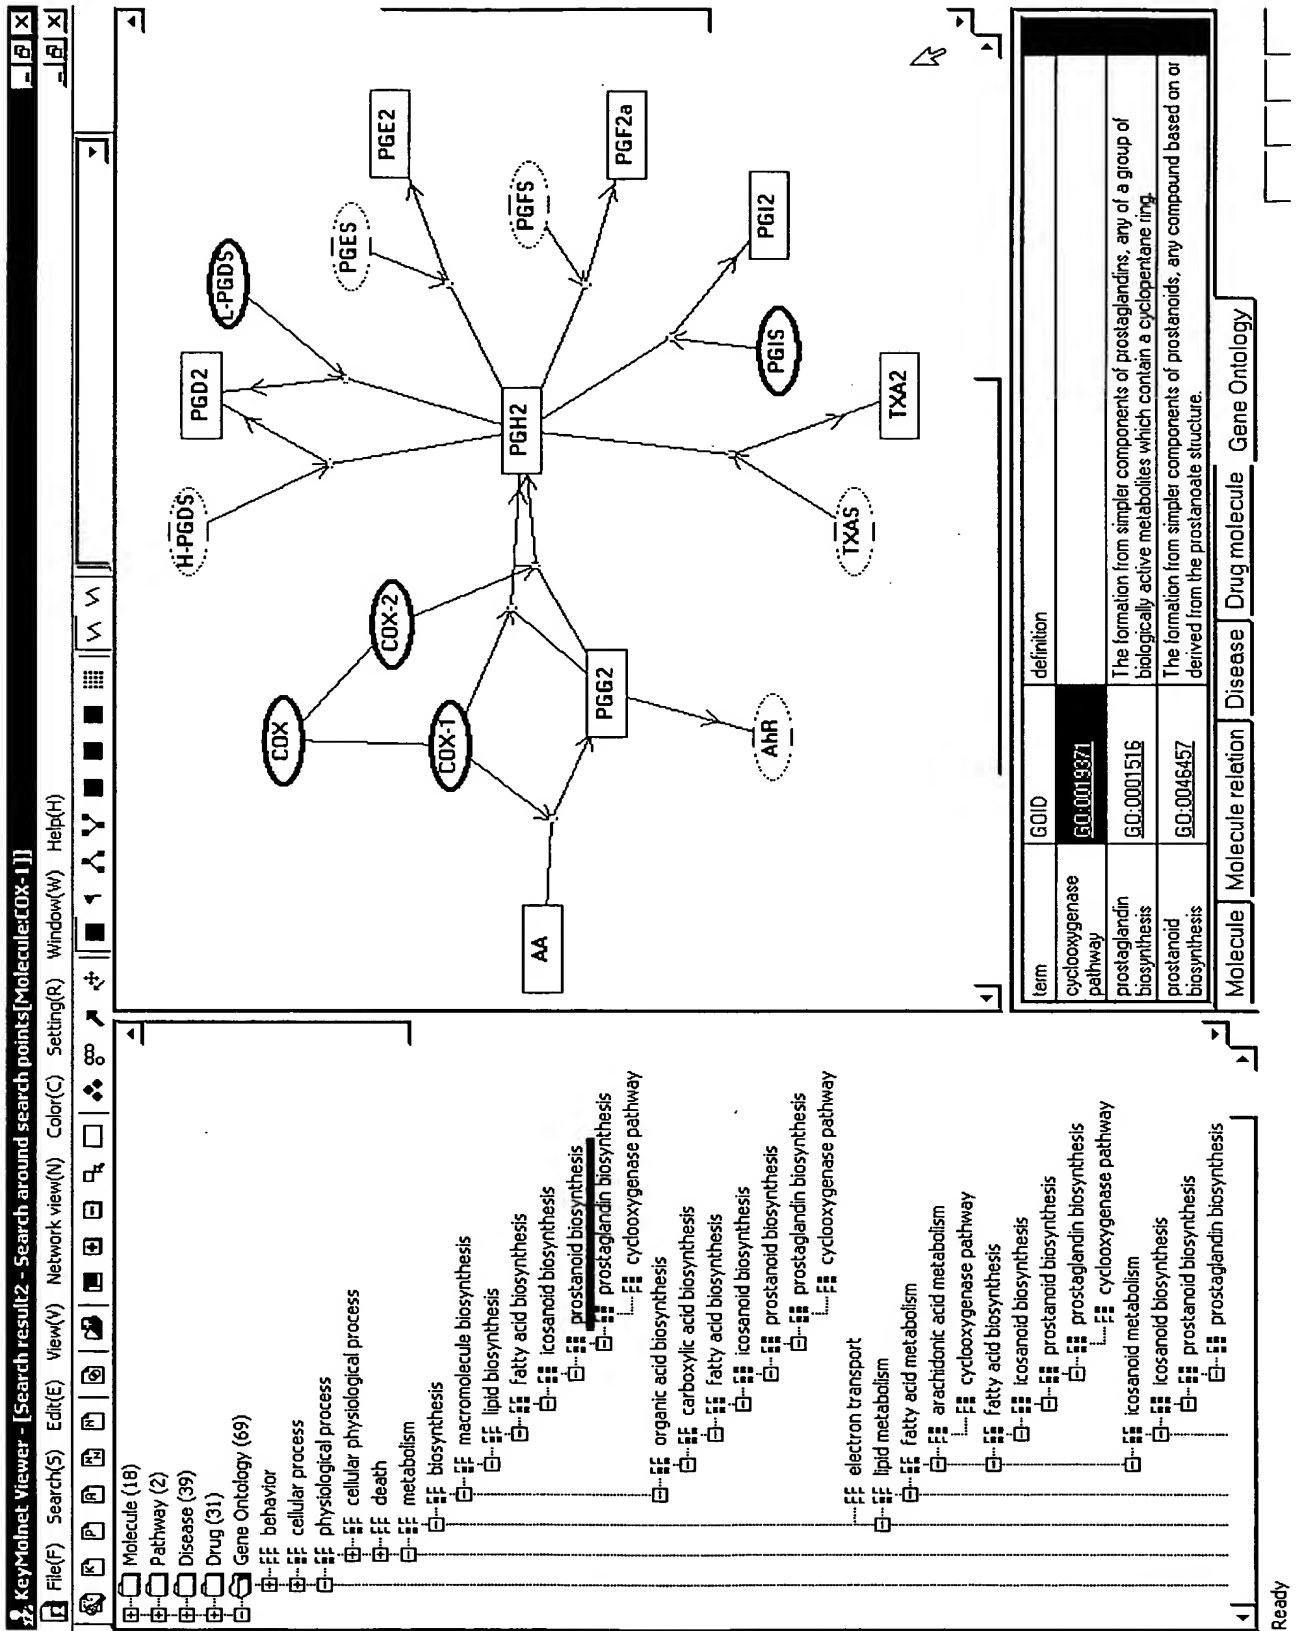 KeyMolnet Viewer - [Search result:2 - Search around search points[Molecule:COX-1]]
File(F) Search(S) Edit(E) View(V) Network view(N) Color(C) Setting(R) Window(W) Help(H)
Molecule (18)
Pathway (2)
Disease (39)
Drug (31)
Gene Ontology (69)
behavior
cellular process
physiological process
cellular physiological process
death
metabolism
biosynthesis
macromolecule biosynthesis
lipid biosynthesis
fatty acid biosynthesis
icosanoid biosynthesis
prostanoid biosynthesis
prostaglandin biosynthesis
cyclooxygenase pathway
organic acid biosynthesis
carboxylic acid biosynthesis
fatty acid biosynthesis
icosanoid biosynthesis
prostanoid biosynthesis
prostaglandin biosynthesis
cyclooxygenase pathway
electron transport
lipid metabolism
fatty acid metabolism
arachidonic acid metabolism
cyclooxygenase pathway
fatty acid biosynthesis
icosanoid biosynthesis
prostanoid biosynthesis
prostaglandin biosynthesis
cyclooxygenase pathway
icosanoid metabolism
icosanoid biosynthesis
prostanoid biosynthesis
prostaglandin biosynthesis
H-PGDS
PGD2
L-PGDS
COX
PGES
PGE2
COX-2
COX-1
AA
PGH2
PGFS
PGG2
PGF2a
AhR
PGIS
PGI2
TXAS
TXA2
term GOID definition
cyclooxygenase
pathway
GO:0019371
prostaglandin
biosynthesis
GO:0001516
The formation from simpler components of prostaglandins, any of a group of
biologically active metabolites which contain a cyclopentane ring.
prostanoid
biosynthesis
GO:0046457
The formation from simpler components of prostanoids, any compound based on or
derived from the prostanoate structure.
Molecule Molecule relation Disease Drug molecule Gene Ontology
Ready